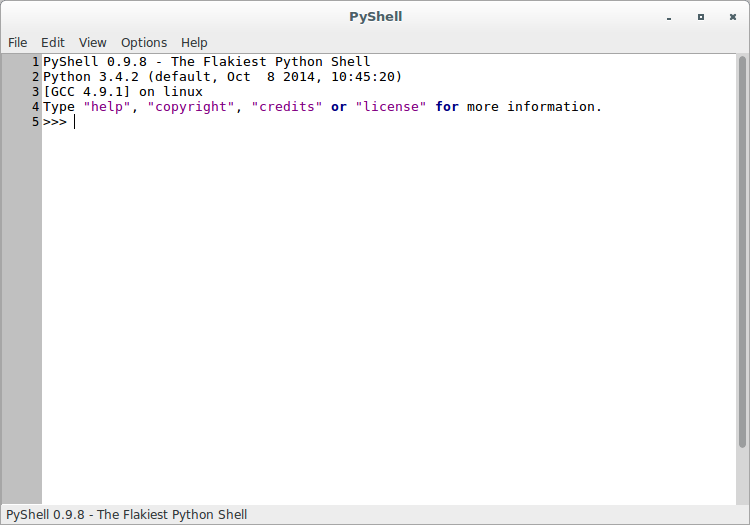 PyShell
File Edit View Options Help
1 PyShell 0.9.8 - The Flakiest Python Shell
2 Python 3.4.2 (default, Oct  8 2014, 10:45:20)
3 [GCC 4.9.1] on linux
4 Type "help", "copyright", "credits" or "license" for more information.
5 >>>
PyShell 0.9.8 - The Flakiest Python Shell